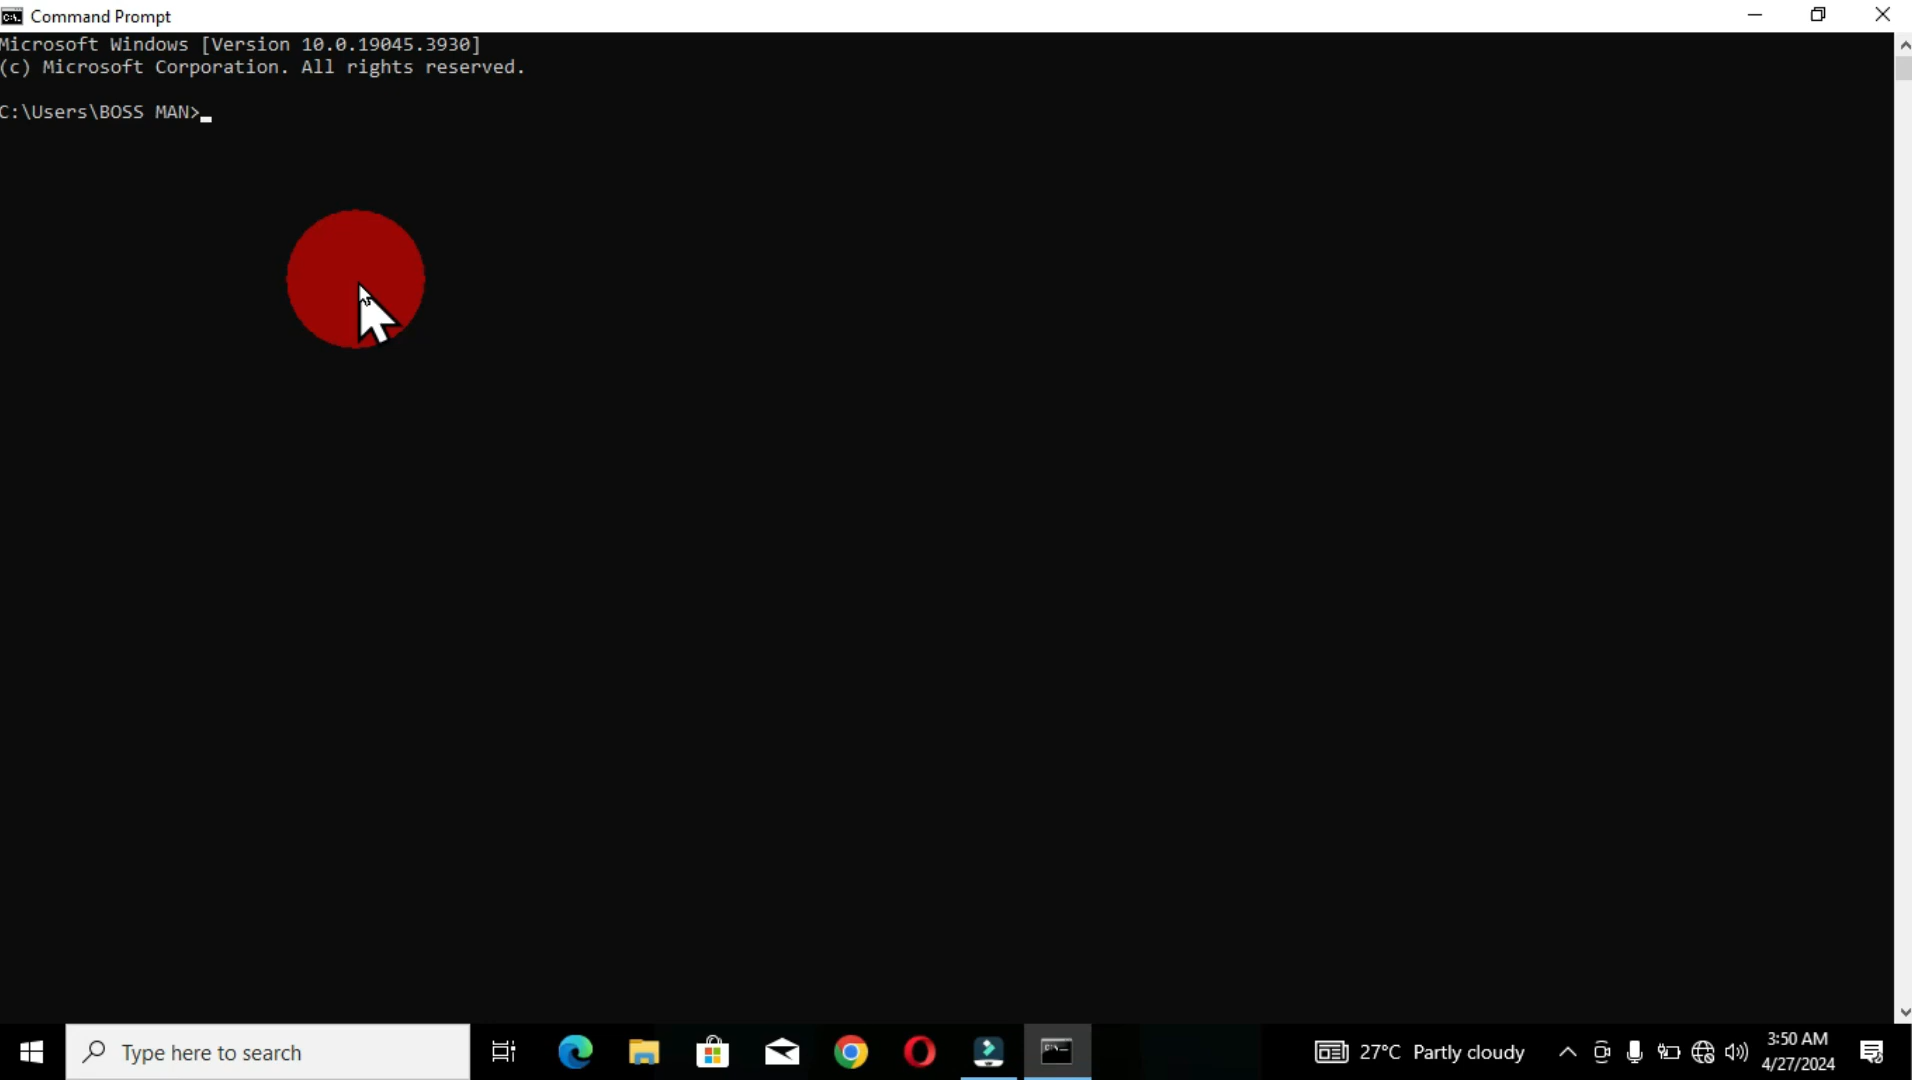 Command Prompt
Microsoft Windows [Version 10.0.19045.3930]
(c) Microsoft Corporation. All rights reserved.
C:\Users\BOSS MAN>
Type here to search
27°C Partly cloudy
3:50 AM
4/27/2024